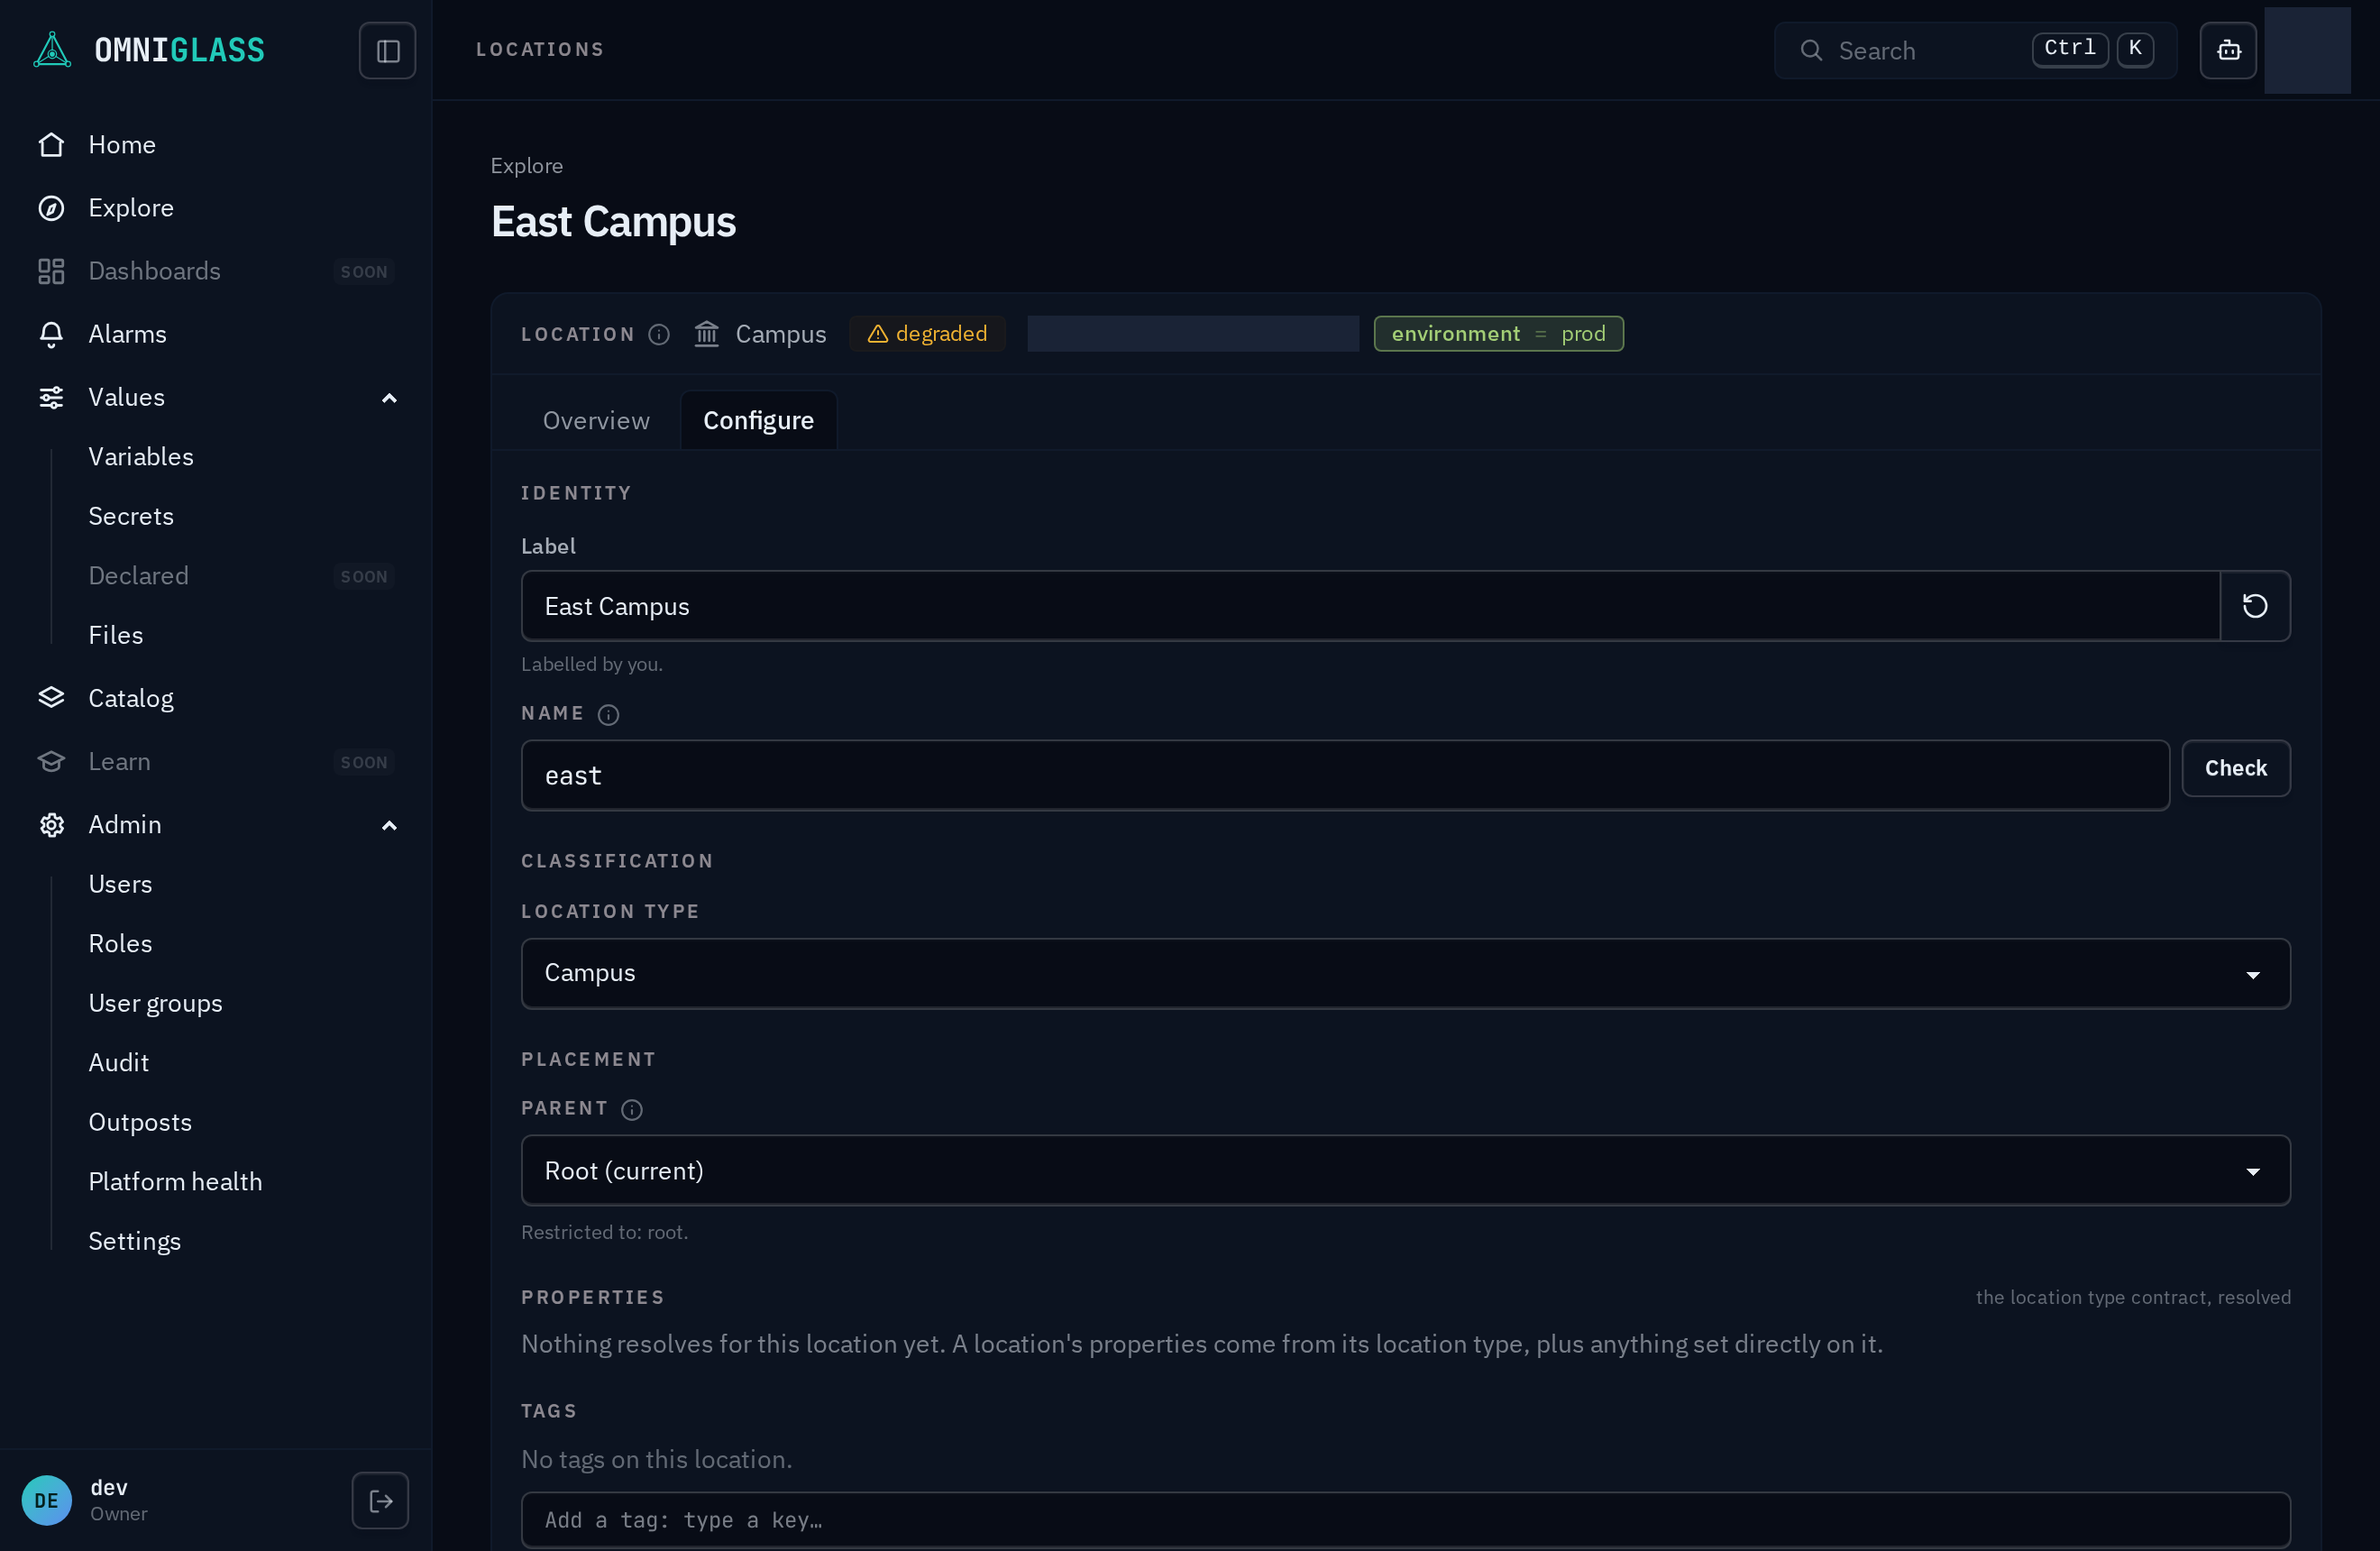 OMNIGLASS
LOCATIONS
Search
Ctrl K
Home
Explore
Dashboards SOON
Alarms
Values
Variables
Secrets
Declared SOON
Files
Catalog
Learn SOON
Admin
Users
Roles
User groups
Audit
Outposts
Platform health
Settings
DE
dev
Owner
Explore
East Campus
LOCATION Campus degraded environment = prod
Overview Configure
IDENTITY
Label
East Campus
Labelled by you.
NAME
east
Check
CLASSIFICATION
LOCATION TYPE
Campus
PLACEMENT
PARENT
Root (current)
Restricted to: root.
PROPERTIES the location type contract, resolved
Nothing resolves for this location yet. A location's properties come from its location type, plus anything set directly on it.
TAGS
No tags on this location.
Add a tag: type a key…